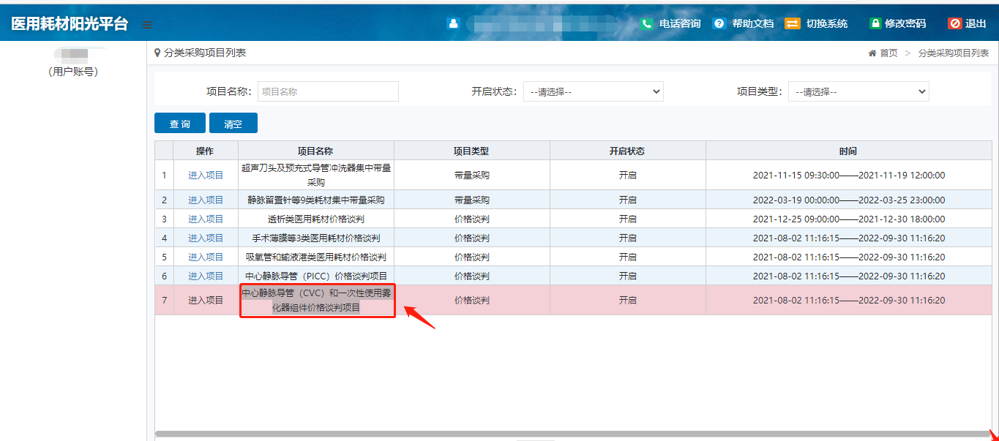 医用耗材阳光平台
电话咨询 帮助文档 切换系统 修改密码 退出
(用户账号)
分类采购项目列表
首页 > 分类采购项目列表
项目名称: 项目名称 开启状态: --请选择-- 项目类型: --请选择--
查询 清空
操作 项目名称 项目类型 开启状态 时间
1 进入项目 超声刀头及预充式导管冲洗器集中带量 带量采购 开启 2021-11-15 09:30:00——2021-11-19 12:00:00
采购
2 进入项目 静脉留置针等9类耗材集中带量采购 带量采购 开启 2022-03-19 00:00:00——2022-03-25 23:00:00
3 进入项目 透析类医用耗材价格谈判 价格谈判 开启 2021-12-25 09:00:00——2021-12-30 18:00:00
4 进入项目 手术薄膜等3类医用耗材价格谈判 价格谈判 开启 2021-08-02 11:16:15——2022-09-30 11:16:20
5 进入项目 吸氧管和输液港类医用耗材价格谈判 价格谈判 开启 2021-08-02 11:16:15——2022-09-30 11:16:20
6 进入项目 中心静脉导管（PICC）价格谈判项目 价格谈判 开启 2021-08-02 11:16:15——2022-09-30 11:16:20
7 进入项目 中心静脉导管（CVC）和一次性使用雾 价格谈判 开启 2021-08-02 11:16:15——2022-09-30 11:16:20
化器组件价格谈判项目